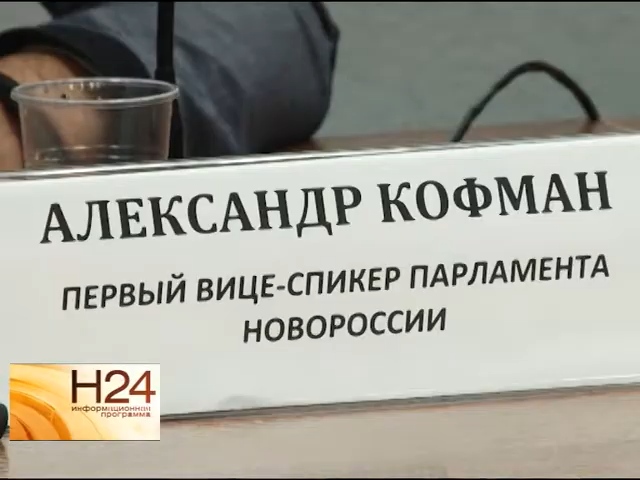 АЛЕКСАНДР КОФМАН
ПЕРВЫЙ ВИЦЕ-СПИКЕР ПАРЛАМЕНТА
НОВОРОССИИ
Н24
информационная
программа